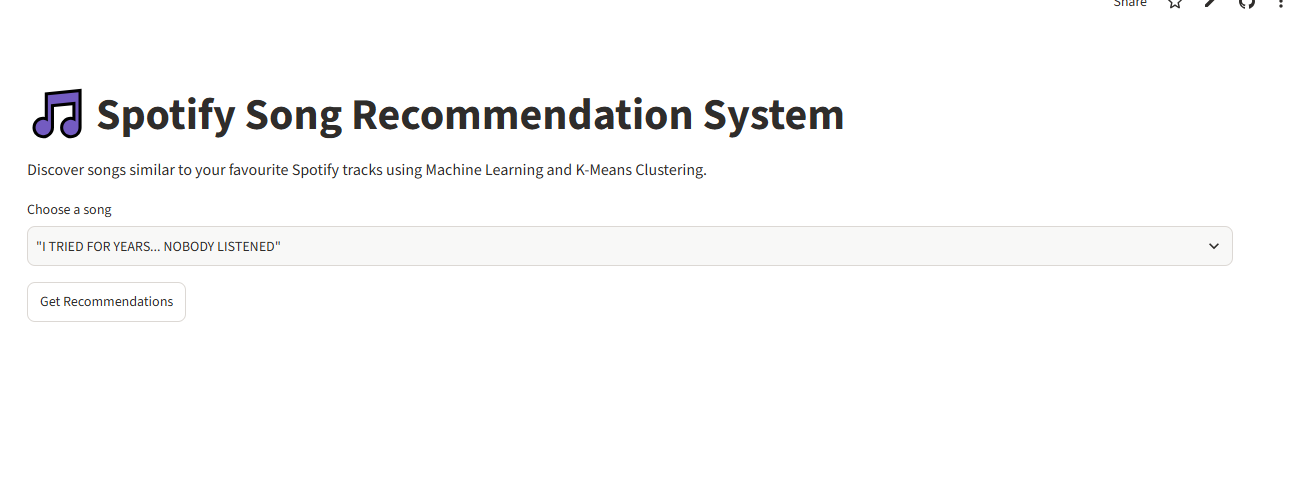 Share
Spotify Song Recommendation System
Discover songs similar to your favourite Spotify tracks using Machine Learning and K-Means Clustering.
Choose a song
"I TRIED FOR YEARS... NOBODY LISTENED"
Get Recommendations